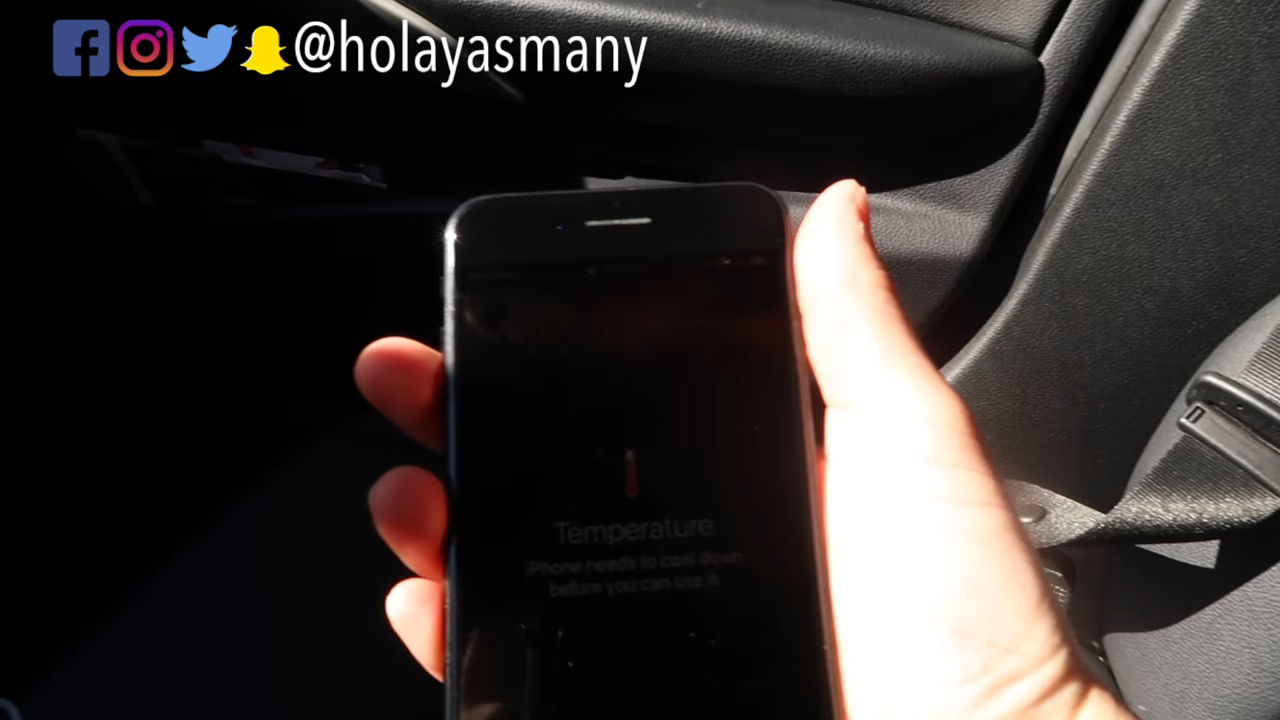 @holayasmany
Temperature
iPhone needs to cool down
before you can use it.